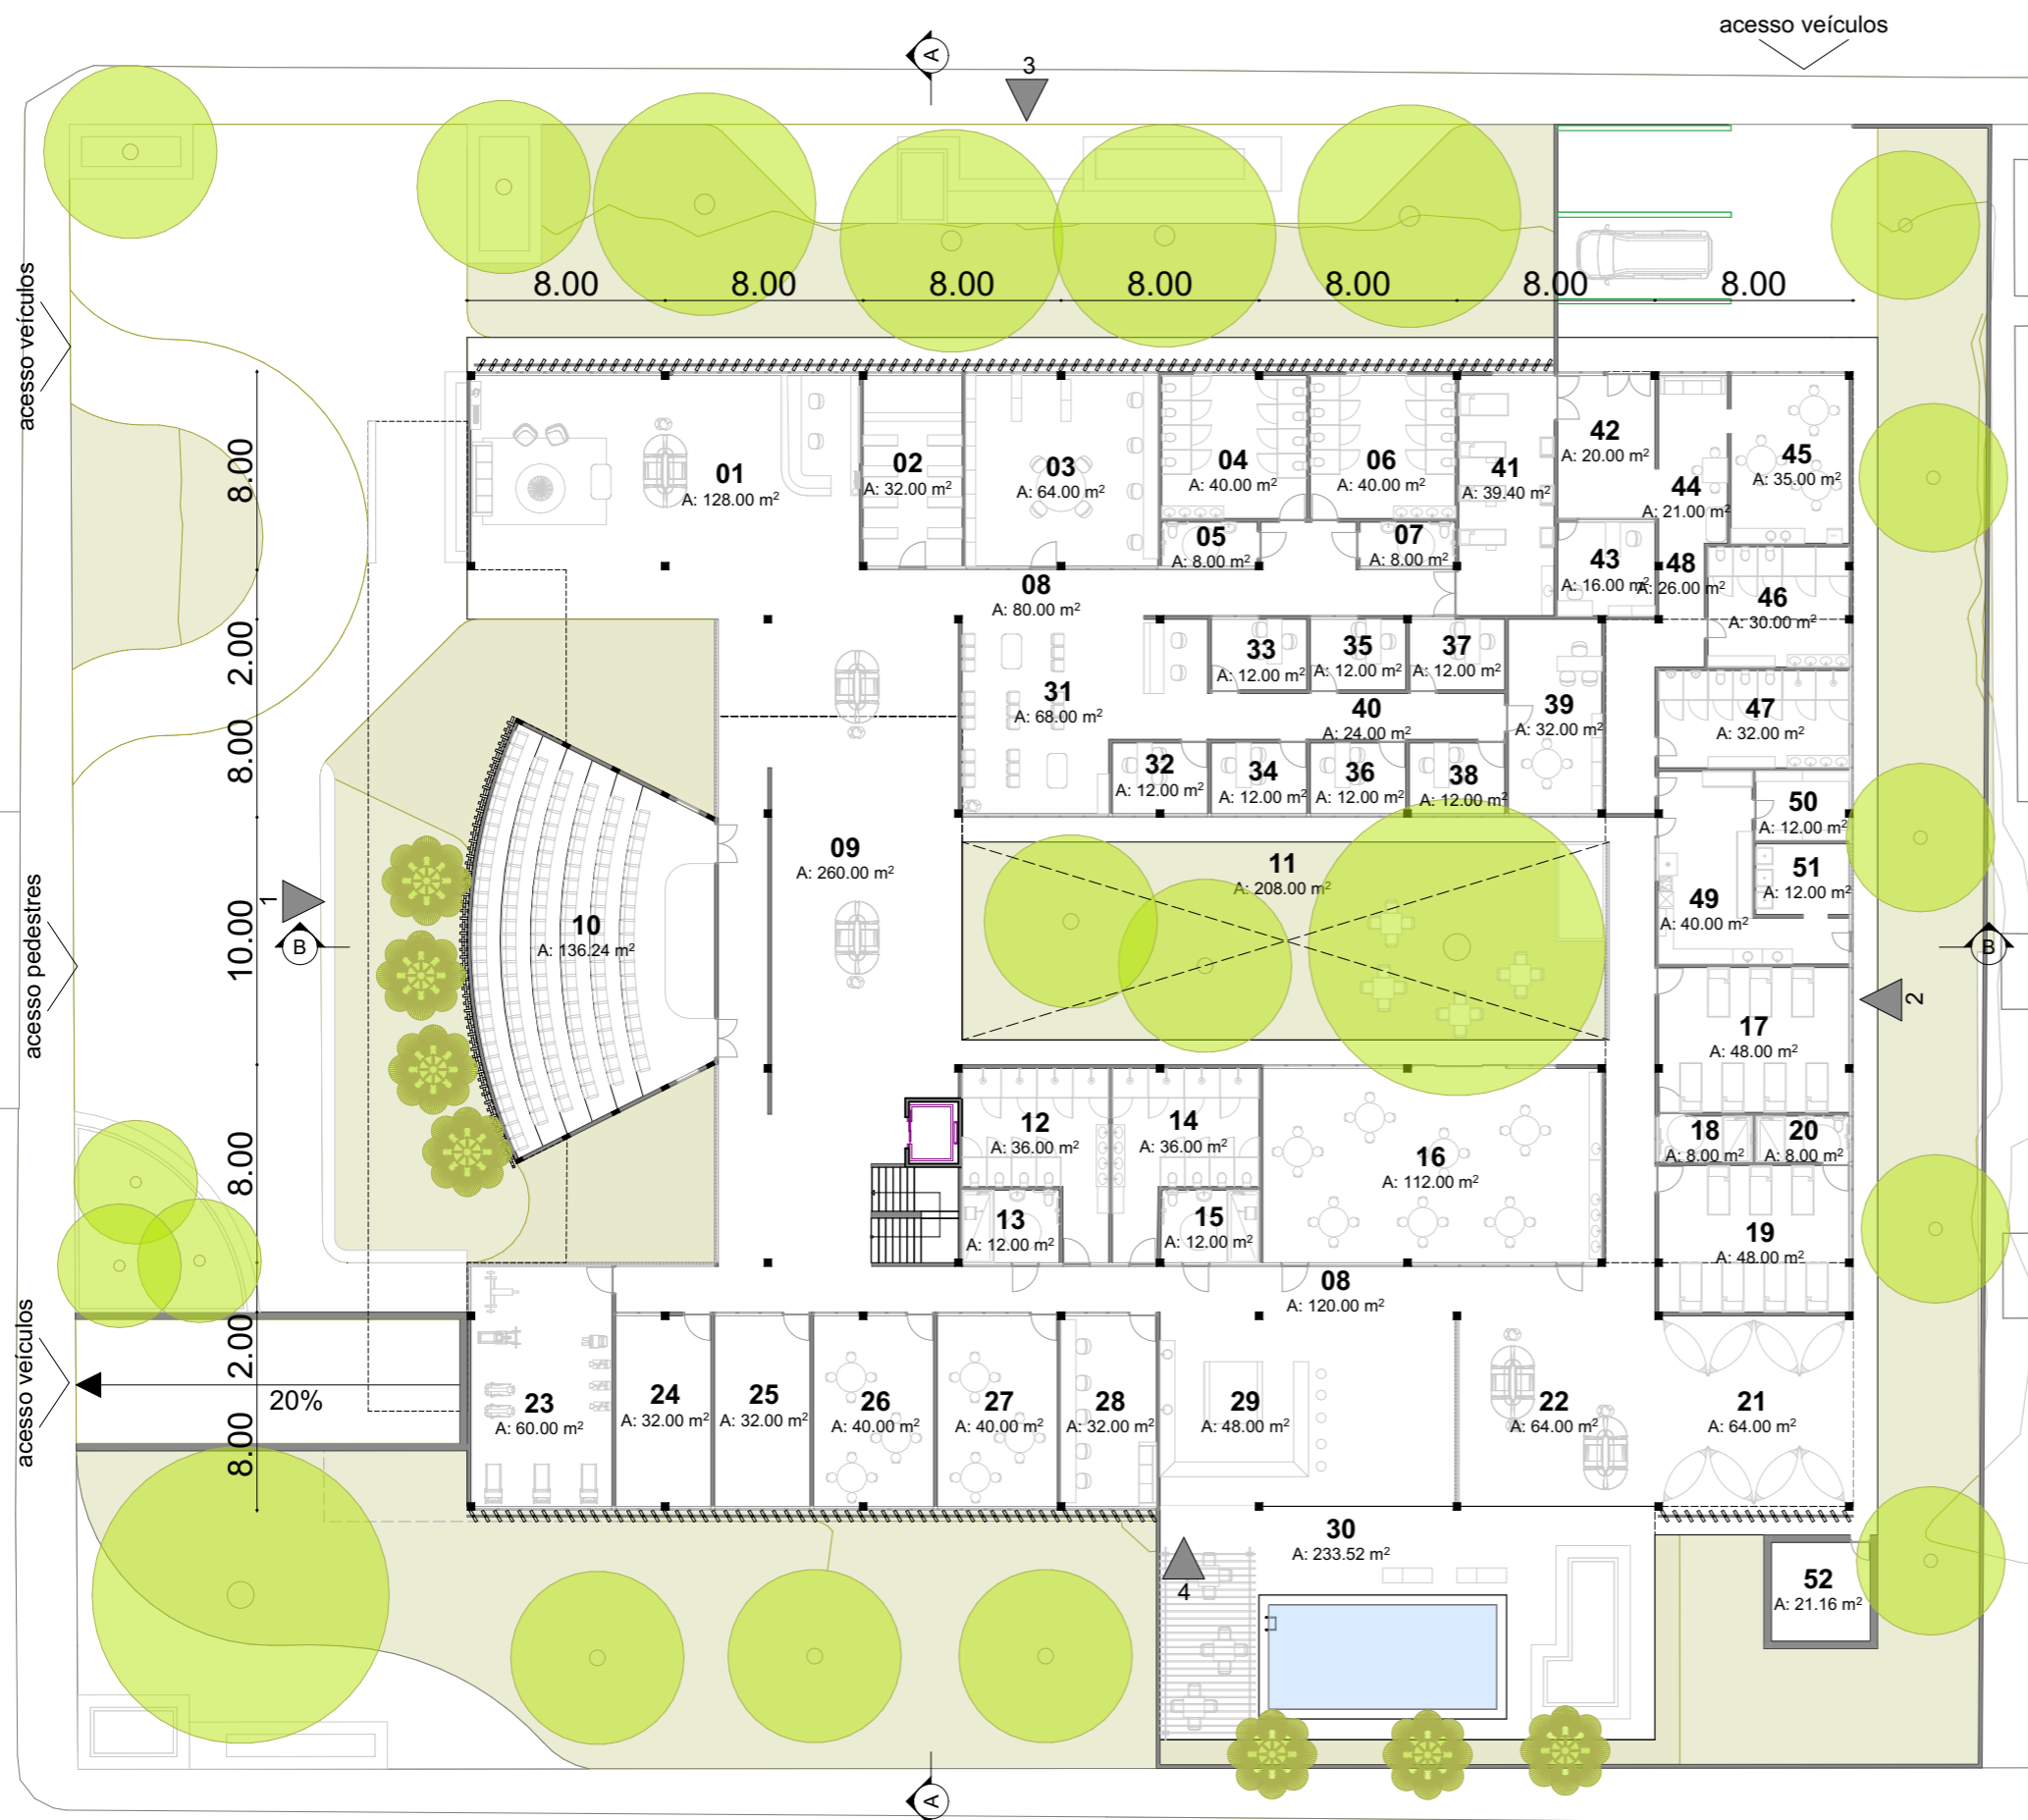 acesso veículos
A
3
8.00 8.00 8.00 8.00 8.00 8.00 8.00
acesso veículos
8.00
2.00
8.00
10.00
8.00
2.00
8.00
01
A: 128.00 m²
02
A: 32.00 m²
03
A: 64.00 m²
04
A: 40.00 m²
06
A: 40.00 m²
41
A: 39.40 m²
42
A: 20.00 m²
44
A: 21.00 m²
45
A: 35.00 m²
05
A: 8.00 m²
07
A: 8.00 m²
43
A: 16.00 m²
48
A: 26.00 m²
46
A: 30.00 m²
08
A: 80.00 m²
33
A: 12.00 m²
35
A: 12.00 m²
37
A: 12.00 m²
31
A: 68.00 m²
40
A: 24.00 m²
39
A: 32.00 m²
47
A: 32.00 m²
32
A: 12.00 m²
34
A: 12.00 m²
36
A: 12.00 m²
38
A: 12.00 m²
50
A: 12.00 m²
09
A: 260.00 m²
11
A: 208.00 m²
51
A: 12.00 m²
49
A: 40.00 m²
1
B
acesso pedestres
10
A: 136.24 m²
B
2
17
A: 48.00 m²
12
A: 36.00 m²
14
A: 36.00 m²
16
A: 112.00 m²
18
A: 8.00 m²
20
A: 8.00 m²
13
A: 12.00 m²
15
A: 12.00 m²
19
A: 48.00 m²
08
A: 120.00 m²
acesso veículos
20%
23
A: 60.00 m²
24
A: 32.00 m²
25
A: 32.00 m²
26
A: 40.00 m²
27
A: 40.00 m²
28
A: 32.00 m²
29
A: 48.00 m²
22
A: 64.00 m²
21
A: 64.00 m²
30
A: 233.52 m²
4
52
A: 21.16 m²
A